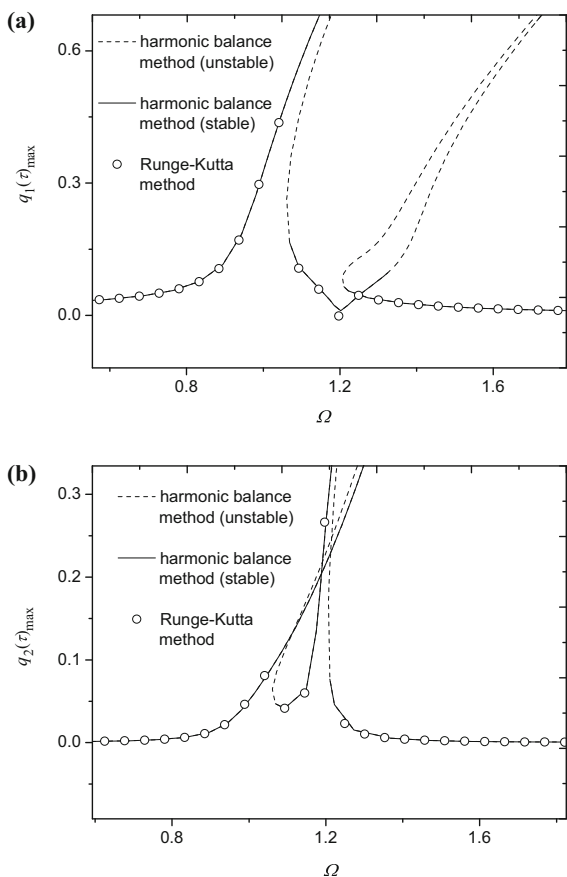 (a)
0.6
0.3
0.0
q1(τ)max
harmonic balance
method (unstable)
harmonic balance
method (stable)
Runge-Kutta
method
0.8
1.2
1.6
Ω
(b)
0.3
0.2
0.1
0.0
q2(τ)max
harmonic balance
method (unstable)
harmonic balance
method (stable)
Runge-Kutta
method
0.8
1.2
1.6
Ω